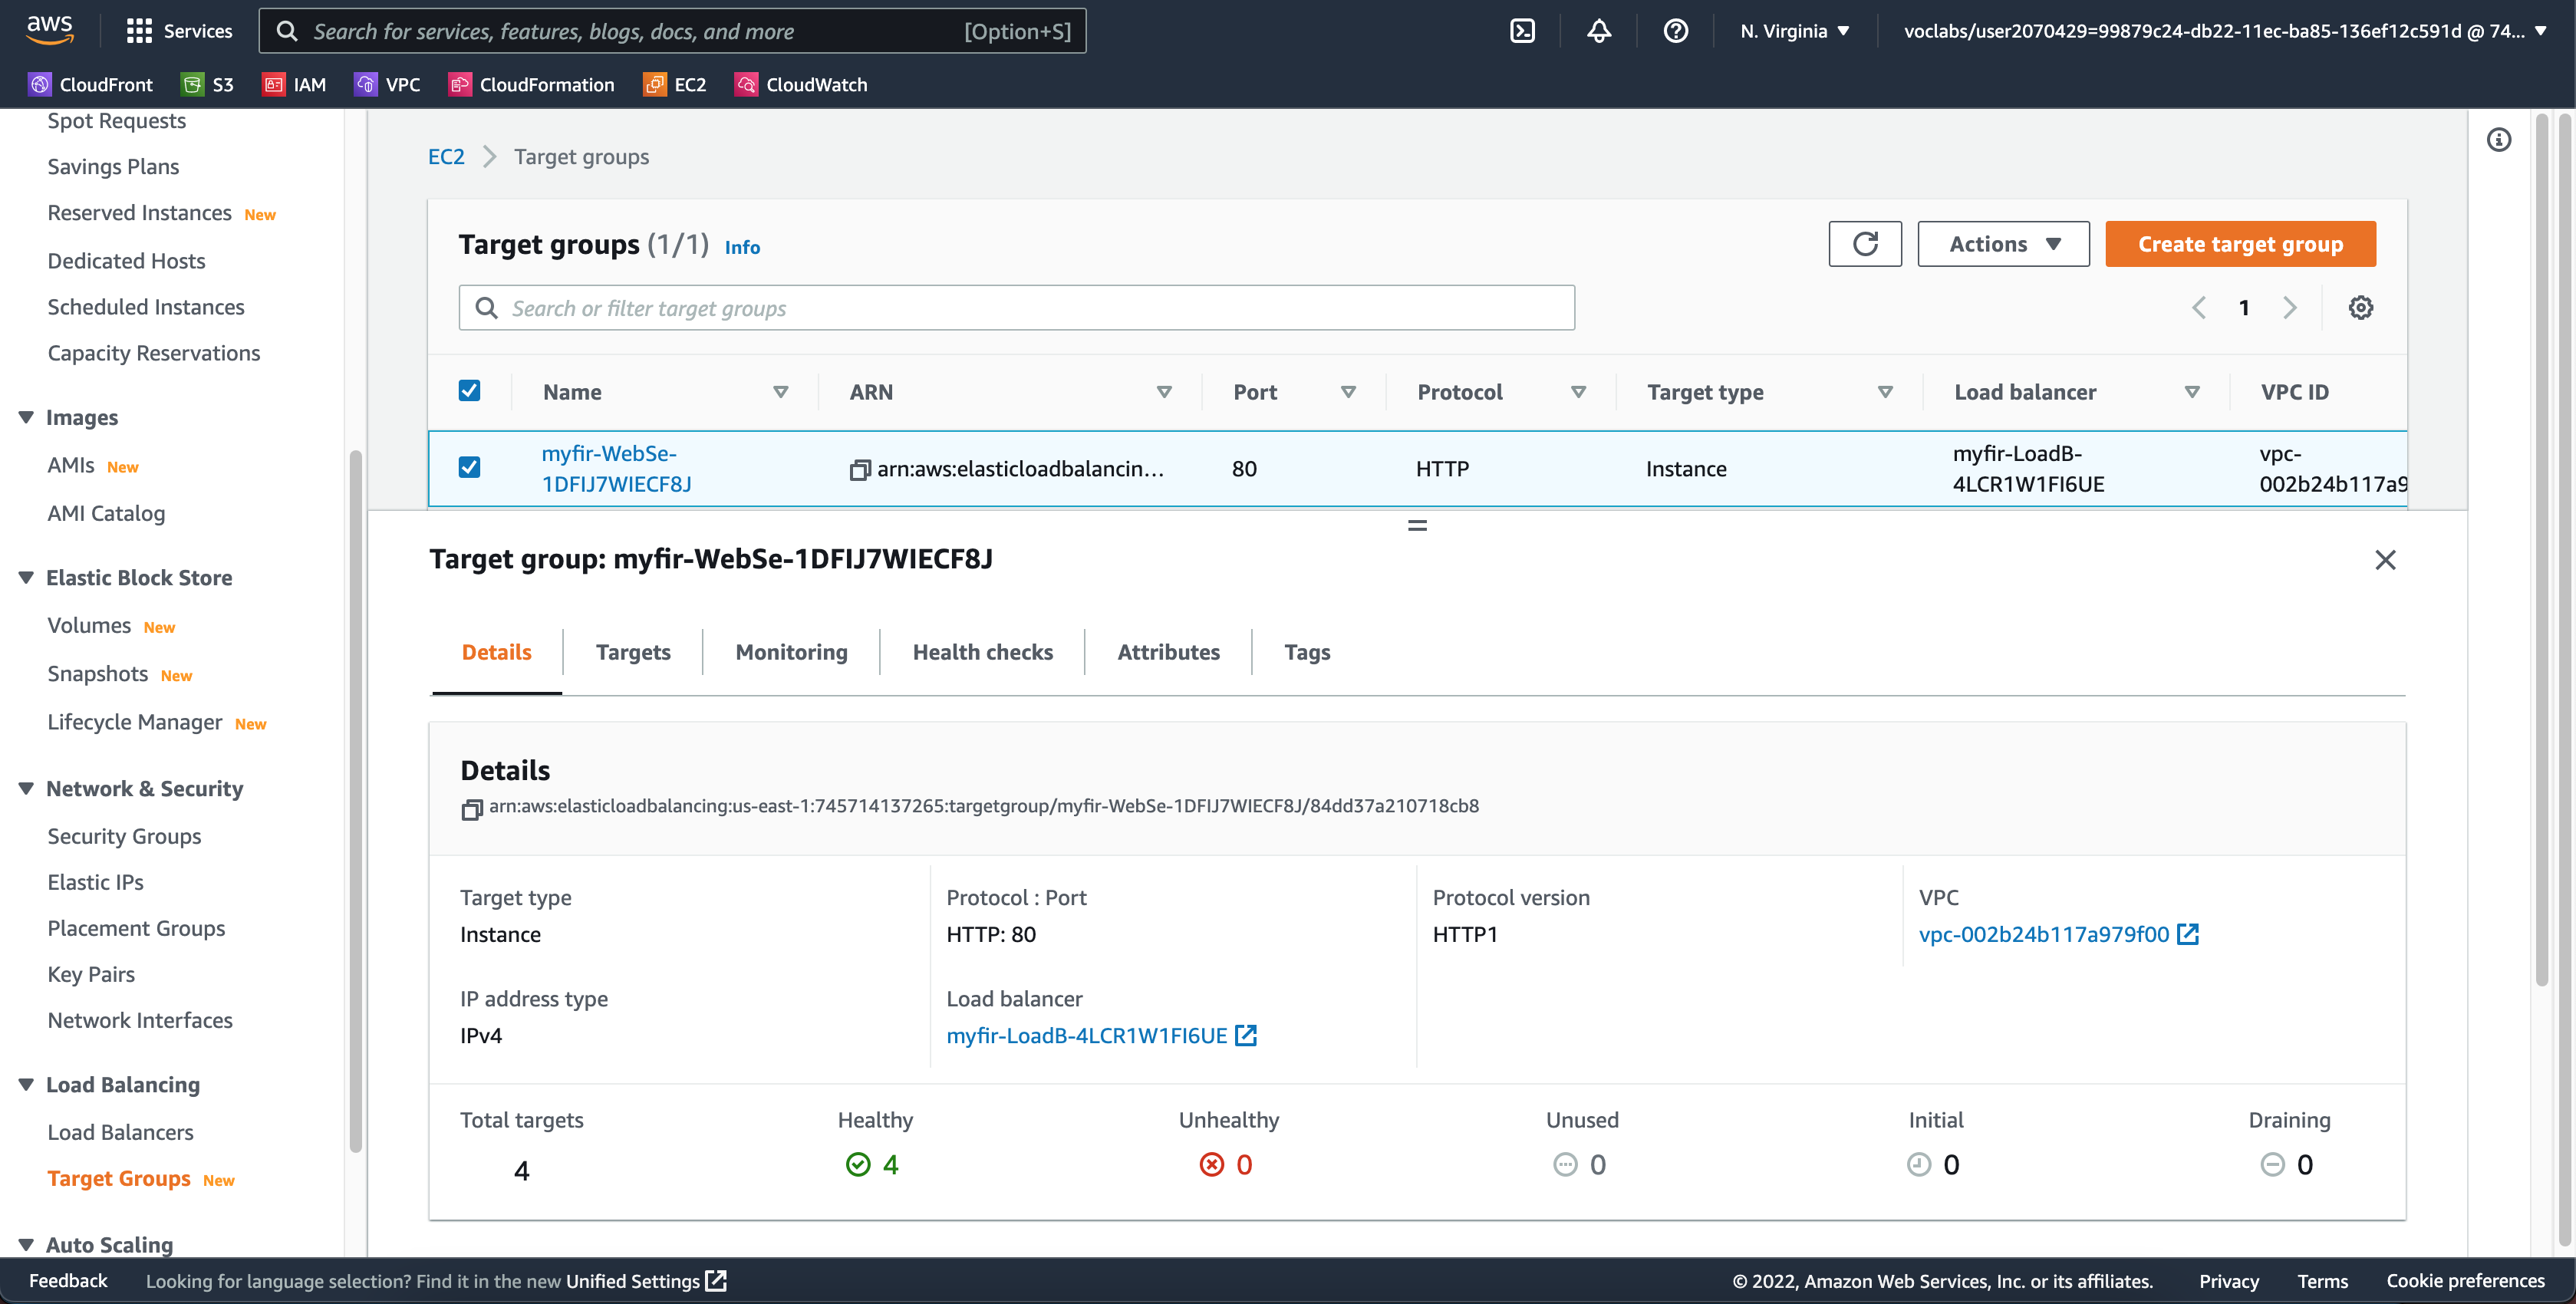 aws
Services
Search for services, features, blogs, docs, and more [Option+S]
N. Virginia
voclabs/user2070429=99879c24-db22-11ec-ba85-136ef12c591d @ 74...
CloudFront S3 IAM VPC CloudFormation EC2 CloudWatch
Spot Requests
Savings Plans
Reserved Instances New
Dedicated Hosts
Scheduled Instances
Capacity Reservations
Images
AMIs New
AMI Catalog
Elastic Block Store
Volumes New
Snapshots New
Lifecycle Manager New
Network & Security
Security Groups
Elastic IPs
Placement Groups
Key Pairs
Network Interfaces
Load Balancing
Load Balancers
Target Groups New
Auto Scaling
EC2 Target groups
Target groups (1/1) Info
Actions
Create target group
Search or filter target groups
1
Name ARN Port Protocol Target type Load balancer VPC ID
myfir-WebSe-
1DFIJ7WIECF8J
arn:aws:elasticloadbalancin...
80
HTTP
Instance
myfir-LoadB-
4LCR1W1FI6UE
vpc-
002b24b117a9
Target group: myfir-WebSe-1DFIJ7WIECF8J
Details Targets Monitoring Health checks Attributes Tags
Details
arn:aws:elasticloadbalancing:us-east-1:745714137265:targetgroup/myfir-WebSe-1DFIJ7WIECF8J/84dd37a210718cb8
Target type
Instance
Protocol : Port
HTTP: 80
Protocol version
HTTP1
VPC
vpc-002b24b117a979f00
IP address type
IPv4
Load balancer
myfir-LoadB-4LCR1W1FI6UE
Total targets
4
Healthy
4
Unhealthy
0
Unused
0
Initial
0
Draining
0
Feedback
Looking for language selection? Find it in the new Unified Settings
© 2022, Amazon Web Services, Inc. or its affiliates.
Privacy Terms Cookie preferences